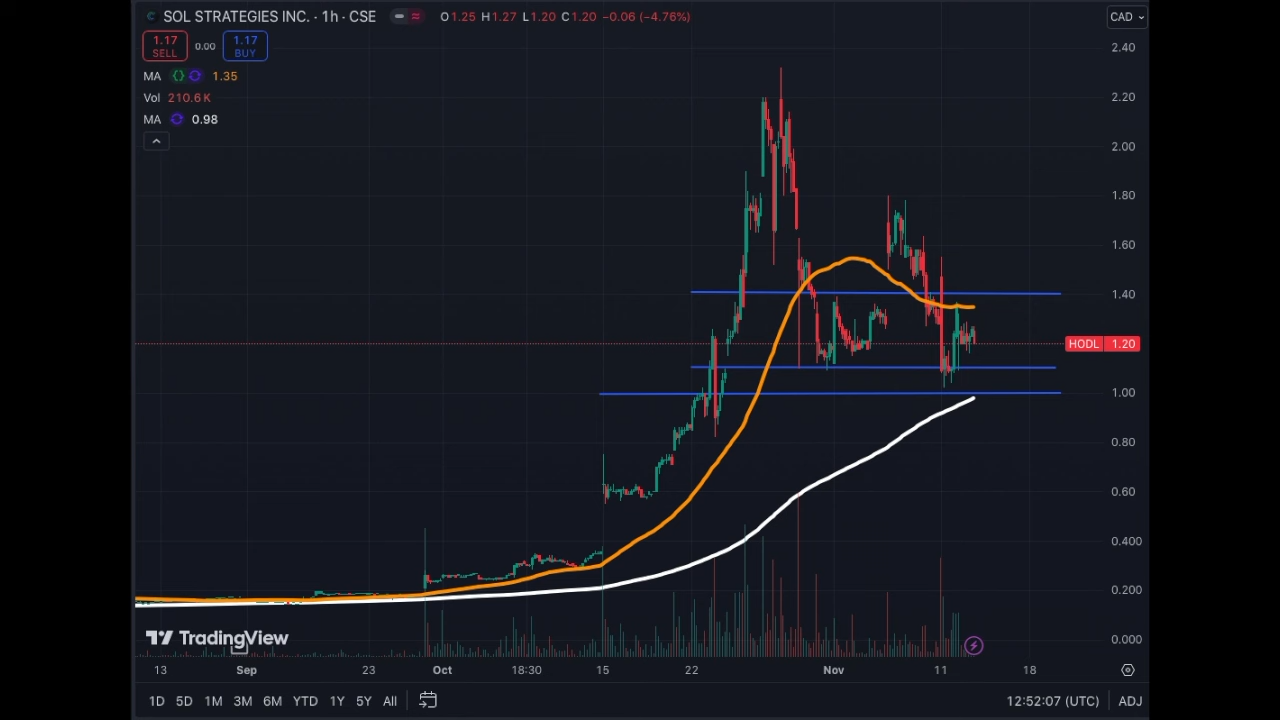 SOL STRATEGIES INC. · 1h · CSE O1.25 H1.27 L1.20 C1.20 −0.06 (−4.76%) CAD
1.17 SELL 0.00 1.17 BUY
MA 1.35
Vol 210.6 K
MA 0.98
2.40
2.20
2.00
1.80
1.60
1.40
HODL 1.20
1.00
0.80
0.60
0.400
0.200
0.000
TradingView
13 Sep 23 Oct 18:30 15 22 Nov 11 18
1D 5D 1M 3M 6M YTD 1Y 5Y All 12:52:07 (UTC) ADJ